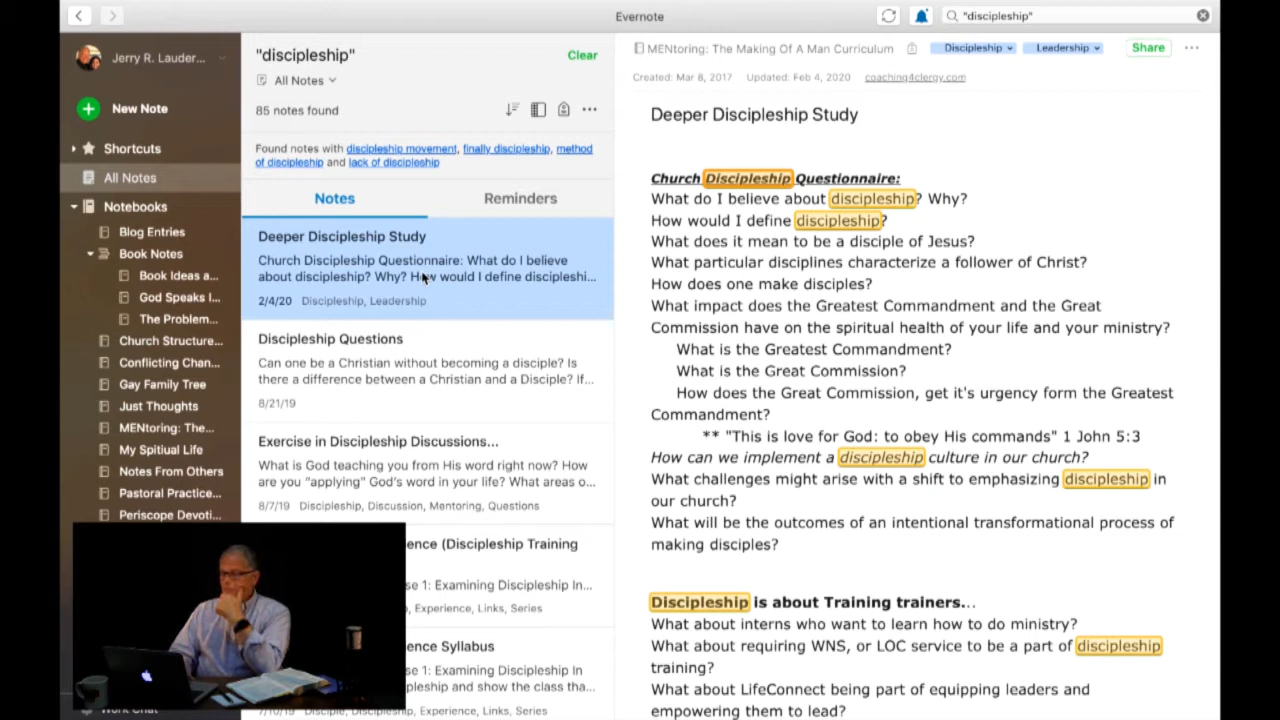 Evernote
"discipleship"
Jerry R. Lauder...
New Note
Shortcuts
All Notes
Notebooks
Blog Entries
Book Notes
Book Ideas a...
God Speaks I...
The Problem...
Church Structure...
Conflicting Chan...
Gay Family Tree
Just Thoughts
MENtoring: The...
My Spitiual Life
Notes From Others
Pastoral Practice...
Periscope Devoti...
Work Chat
"discipleship"
Clear
All Notes
85 notes found
Found notes with discipleship movement, finally discipleship, method
of discipleship and lack of discipleship
Notes
Reminders
Deeper Discipleship Study
Church Discipleship Questionnaire: What do I believe
about discipleship? Why? How would I define discipleshi...
2/4/20 Discipleship, Leadership
Discipleship Questions
Can one be a Christian without becoming a disciple? Is
there a difference between a Christian and a Disciple? If...
8/21/19
Exercise in Discipleship Discussions...
What is God teaching you from His word right now? How
are you "applying" God's word in your life? What areas o...
8/7/19 Discipleship, Discussion, Mentoring, Questions
ence (Discipleship Training
se 1: Examining Discipleship In...
, Experience, Links, Series
ence Syllabus
se 1: Examining Discipleship In...
pleship and show the class tha...
7/10/19 Disciple, Discipleship, Experience, Links, Series
MENtoring: The Making Of A Man Curriculum
Discipleship
Leadership
Share
Created: Mar 8, 2017 Updated: Feb 4, 2020 coaching4clergy.com
Deeper Discipleship Study
Church Discipleship Questionnaire:
What do I believe about discipleship? Why?
How would I define discipleship?
What does it mean to be a disciple of Jesus?
What particular disciplines characterize a follower of Christ?
How does one make disciples?
What impact does the Greatest Commandment and the Great
Commission have on the spiritual health of your life and your ministry?
What is the Greatest Commandment?
What is the Great Commission?
How does the Great Commission, get it's urgency form the Greatest
Commandment?
** "This is love for God: to obey His commands" 1 John 5:3
How can we implement a discipleship culture in our church?
What challenges might arise with a shift to emphasizing discipleship in
our church?
What will be the outcomes of an intentional transformational process of
making disciples?
Discipleship is about Training trainers...
What about interns who want to learn how to do ministry?
What about requiring WNS, or LOC service to be a part of discipleship
training?
What about LifeConnect being part of equipping leaders and
empowering them to lead?